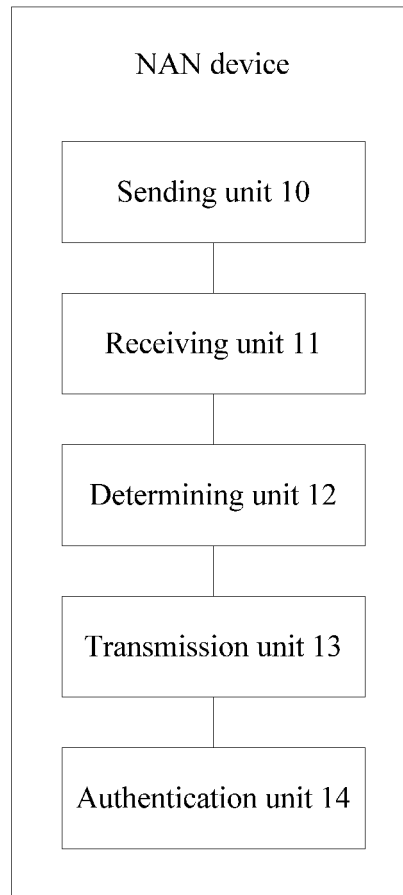 NAN device
Sending unit 10
Receiving unit 11
Determining unit 12
Transmission unit 13
Authentication unit 14